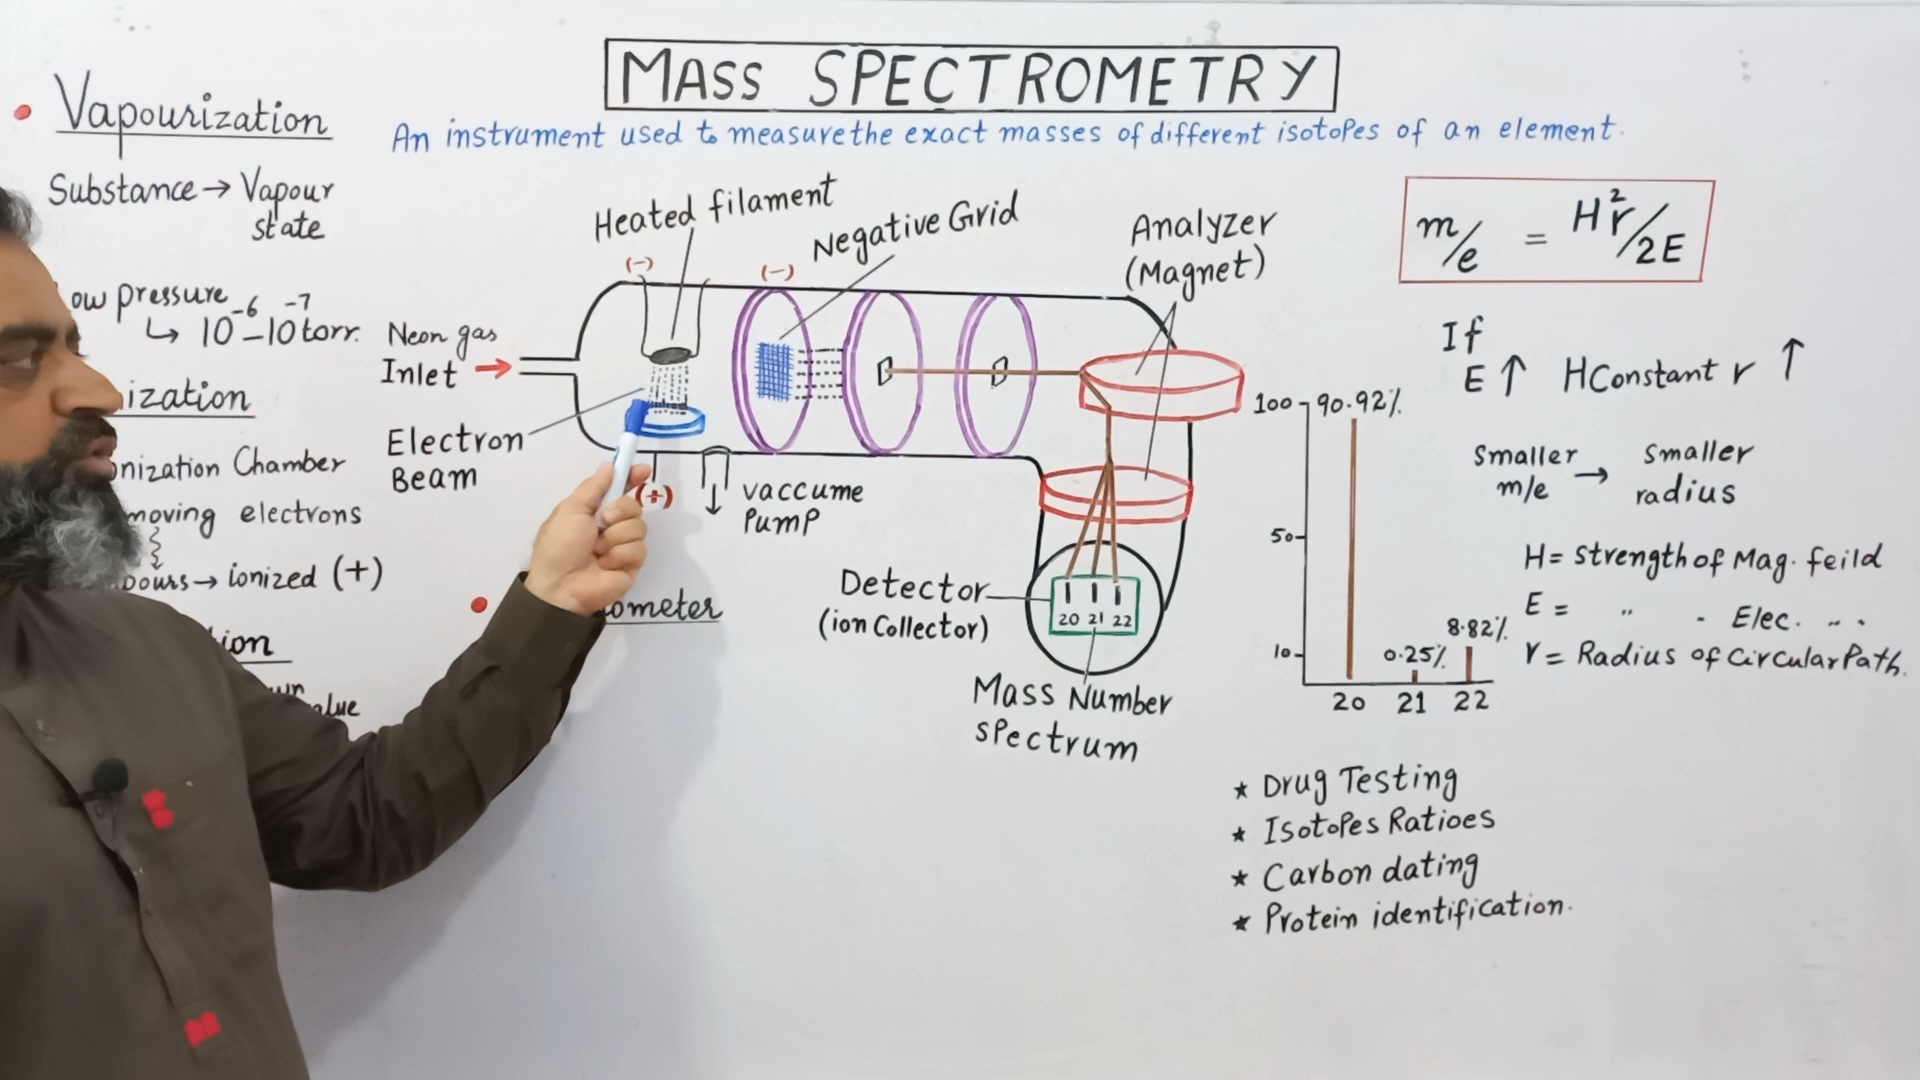 MASS SPECTROMETRY
An instrument used to measure the exact masses of different isotopes of an element.
• Vapourization
Substance → Vapour
state
ow pressure
↳ 10⁻⁶–10⁻⁷ torr.
ization
nization Chamber
moving electrons
ours → ionized (+)
ion
alue
ometer
Heated filament
(-)
Negative Grid
(-)
Neon gas
Inlet →
Electron
Beam
(+)
vaccume
Pump
Analyzer
(Magnet)
Detector
(ion Collector)
20 21 22
Mass Number
spectrum
m/e = H²r/2E
If
E ↑ H Constant r ↑
Smaller
m/e → Smaller
radius
H = Strength of Mag. feild
E = " - Elec. - - .
r = Radius of Circular Path.
100
90.92%
50
10
0.25%
8.82%
20 21 22
★ Drug Testing
★ Isotopes Ratioes
★ Carbon dating
★ Protein identification.